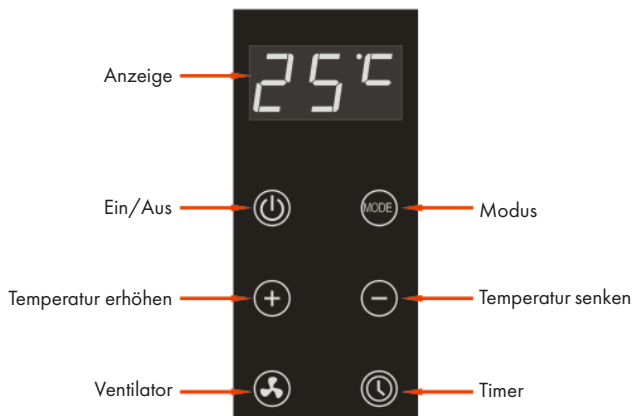 25°C
Anzeige
Ein/Aus
MODE
Modus
Temperatur erhöhen
+
−
Temperatur senken
Ventilator
Timer